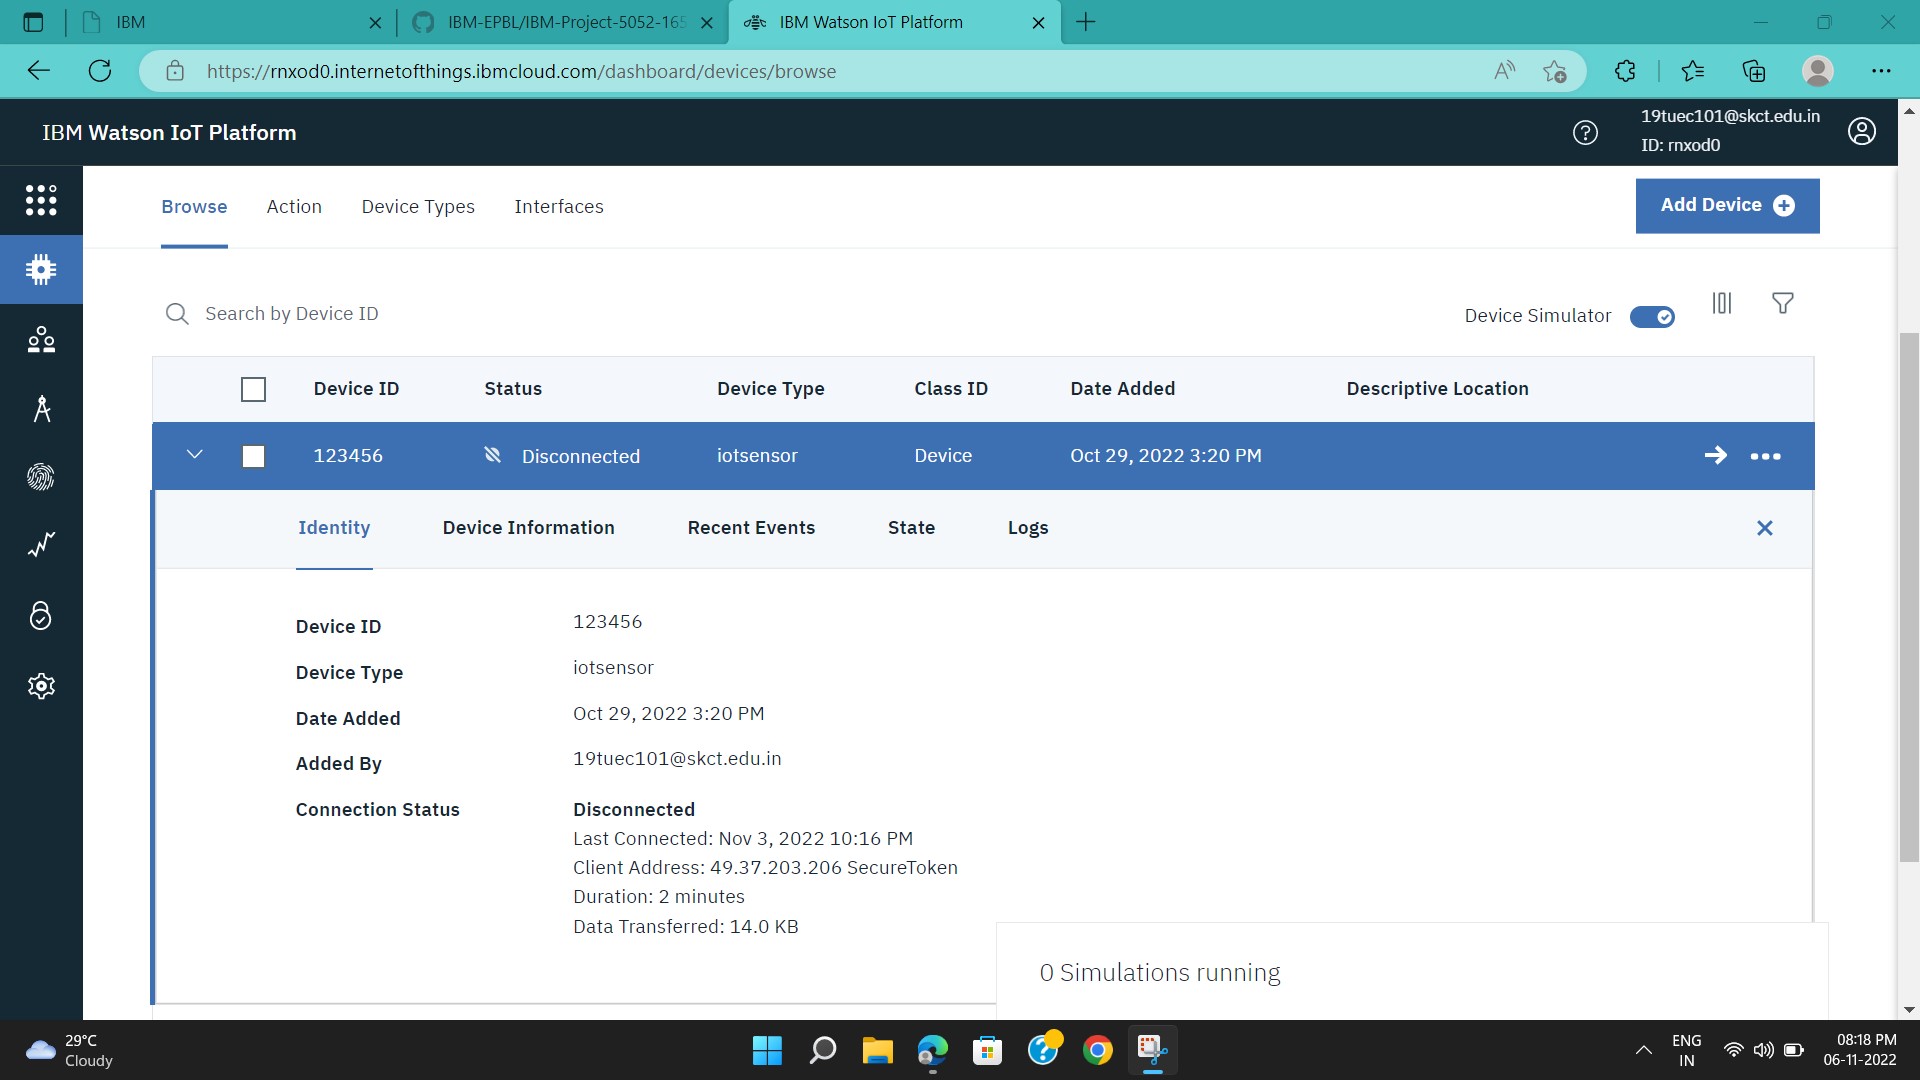 IBM
IBM-EPBL/IBM-Project-5052-165
IBM Watson IoT Platform
https://rnxod0.internetofthings.ibmcloud.com/dashboard/devices/browse
IBM Watson IoT Platform
19tuec101@skct.edu.in
ID: rnxod0
Browse
Action
Device Types
Interfaces
Add Device
Search by Device ID
Device Simulator
Device ID Status Device Type Class ID Date Added Descriptive Location
123456 Disconnected iotsensor Device Oct 29, 2022 3:20 PM
Identity Device Information Recent Events State Logs
Device ID 123456
Device Type iotsensor
Date Added Oct 29, 2022 3:20 PM
Added By 19tuec101@skct.edu.in
Connection Status Disconnected
Last Connected: Nov 3, 2022 10:16 PM
Client Address: 49.37.203.206 SecureToken
Duration: 2 minutes
Data Transferred: 14.0 KB
0 Simulations running
29°C
Cloudy
ENG
IN
08:18 PM
06-11-2022